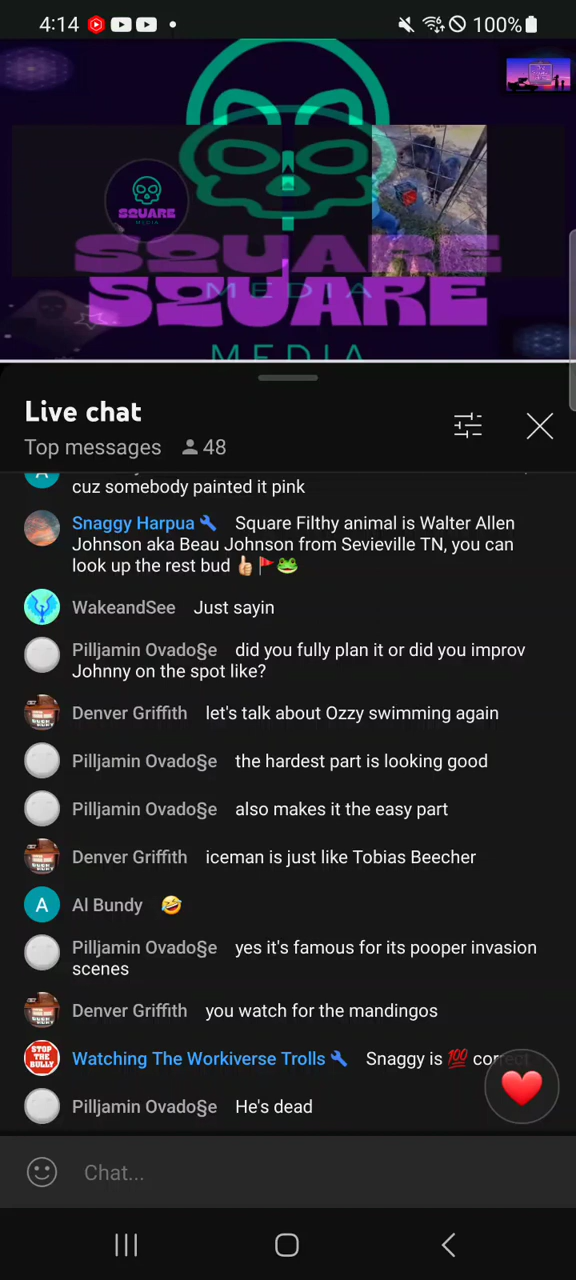 4:14
100%
SQUARE
MEDIA
SQUARE
MEDIA
SQUARE
MEDIA
Live chat
Top messages 48
A
cuz somebody painted it pink
Snaggy Harpua 🔧 Square Filthy animal is Walter Allen
Johnson aka Beau Johnson from Sevieville TN, you can
look up the rest bud 👍🏻🚩🐸
WakeandSee Just sayin
Pilljamin Ovado§e did you fully plan it or did you improv
Johnny on the spot like?
Denver Griffith let's talk about Ozzy swimming again
Pilljamin Ovado§e the hardest part is looking good
Pilljamin Ovado§e also makes it the easy part
Denver Griffith iceman is just like Tobias Beecher
A Al Bundy 🤣
Pilljamin Ovado§e yes it's famous for its pooper invasion
scenes
Denver Griffith you watch for the mandingos
STOP THE BULLY Watching The Workiverse Trolls 🔧 Snaggy is 💯 correct
Pilljamin Ovado§e He's dead
Chat...